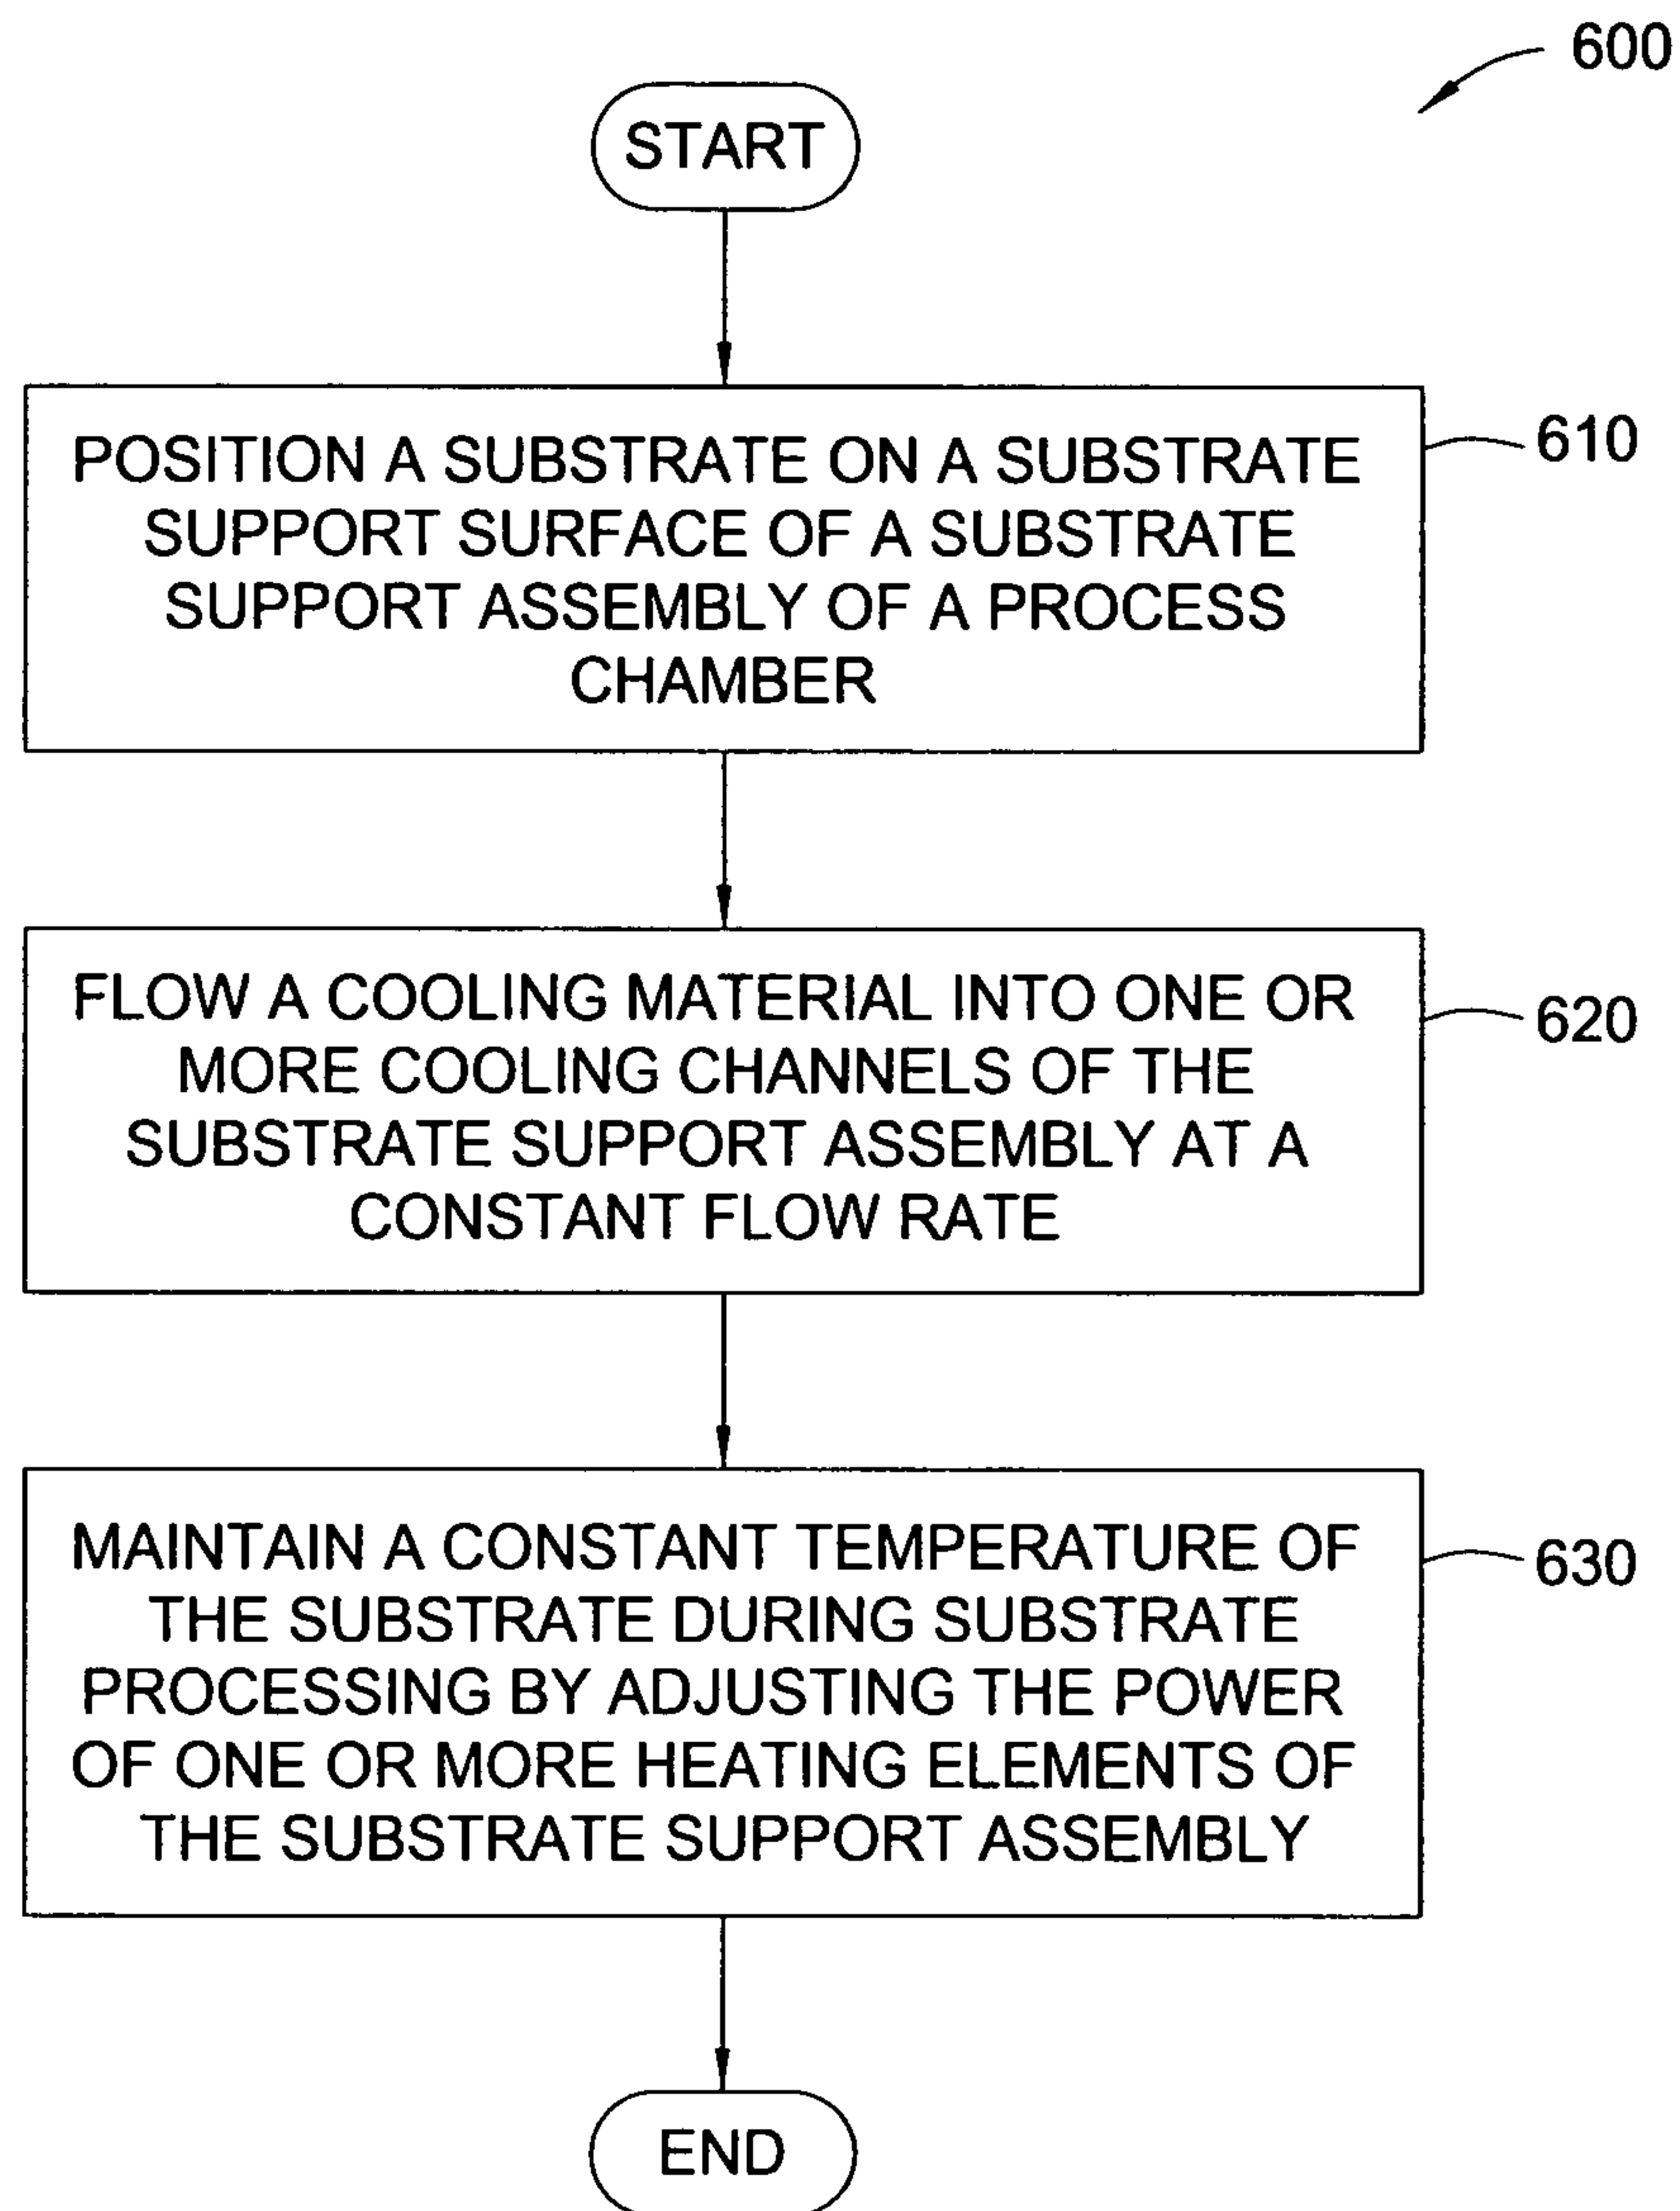 600
START
POSITION A SUBSTRATE ON A SUBSTRATE
SUPPORT SURFACE OF A SUBSTRATE
SUPPORT ASSEMBLY OF A PROCESS
CHAMBER
610
FLOW A COOLING MATERIAL INTO ONE OR
MORE COOLING CHANNELS OF THE
SUBSTRATE SUPPORT ASSEMBLY AT A
CONSTANT FLOW RATE
620
MAINTAIN A CONSTANT TEMPERATURE OF
THE SUBSTRATE DURING SUBSTRATE
PROCESSING BY ADJUSTING THE POWER
OF ONE OR MORE HEATING ELEMENTS OF
THE SUBSTRATE SUPPORT ASSEMBLY
630
END